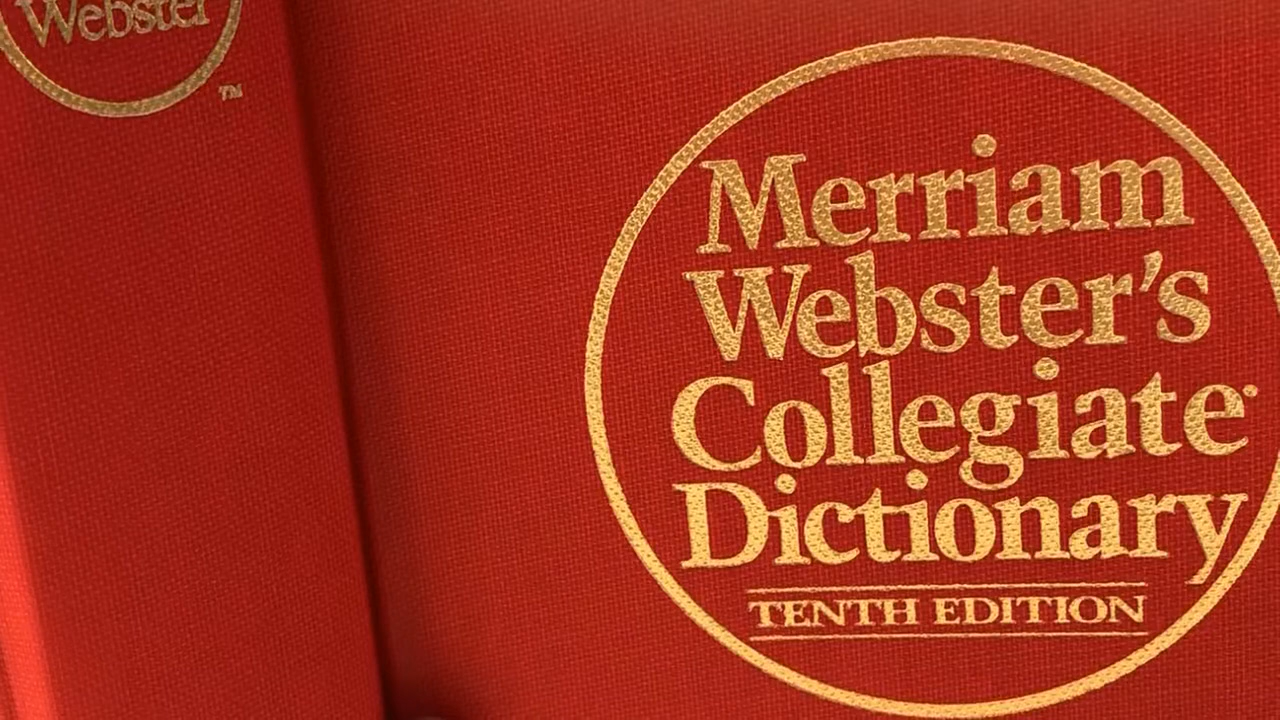 Webster
™
Merriam
Webster's
Collegiate®
Dictionary
TENTH EDITION